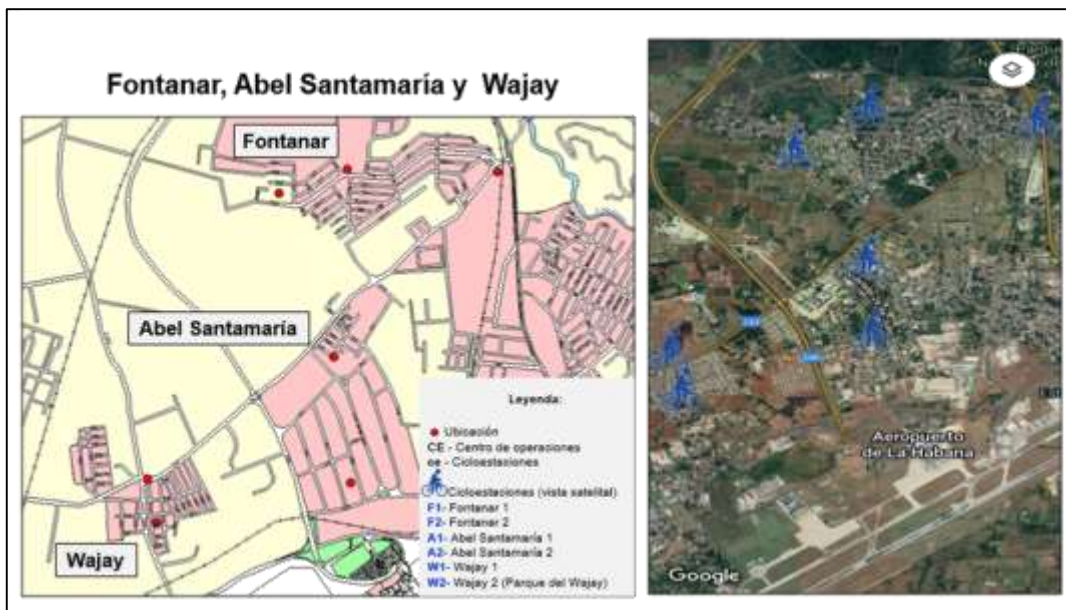 Fontanar, Abel Santamaría y Wajay
Fontanar
Abel Santamaría
Wajay
Leyenda:
Ubicación
CE - Centro de operaciones
ce - Cicloestaciones
Cicloestaciones (vista satelital)
F1- Fontanar 1
F2- Fontanar 2
A1- Abel Santamaría 1
A2- Abel Santamaría 2
W1- Wajay 1
W2- Wajay 2 (Parque del Wajay)
Aeropuerto
de La Habana
Google